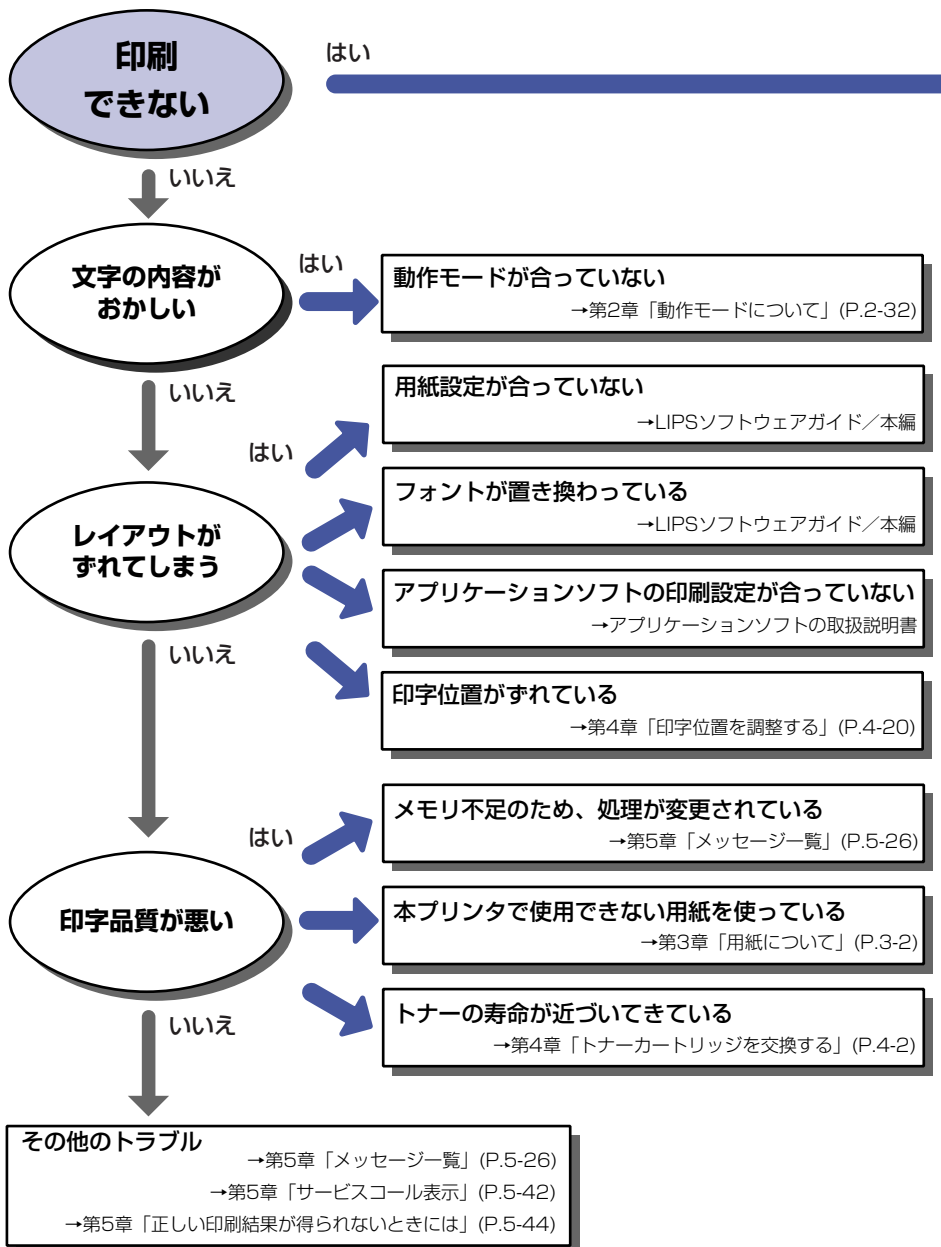 印刷
できない
はい
いいえ
文字の内容が
おかしい
はい
動作モードが合っていない
→第2章「動作モードについて」(P.2-32)
いいえ
レイアウトが
ずれてしまう
はい
用紙設定が合っていない
→LIPSソフトウェアガイド／本編
フォントが置き換わっている
→LIPSソフトウェアガイド／本編
アプリケーションソフトの印刷設定が合っていない
→アプリケーションソフトの取扱説明書
印字位置がずれている
→第4章「印字位置を調整する」(P.4-20)
いいえ
印字品質が悪い
はい
メモリ不足のため、処理が変更されている
→第5章「メッセージ一覧」(P.5-26)
本プリンタで使用できない用紙を使っている
→第3章「用紙について」(P.3-2)
トナーの寿命が近づいてきている
→第4章「トナーカートリッジを交換する」(P.4-2)
いいえ
その他のトラブル
→第5章「メッセージ一覧」(P.5-26)
→第5章「サービスコール表示」(P.5-42)
→第5章「正しい印刷結果が得られないときには」(P.5-44)